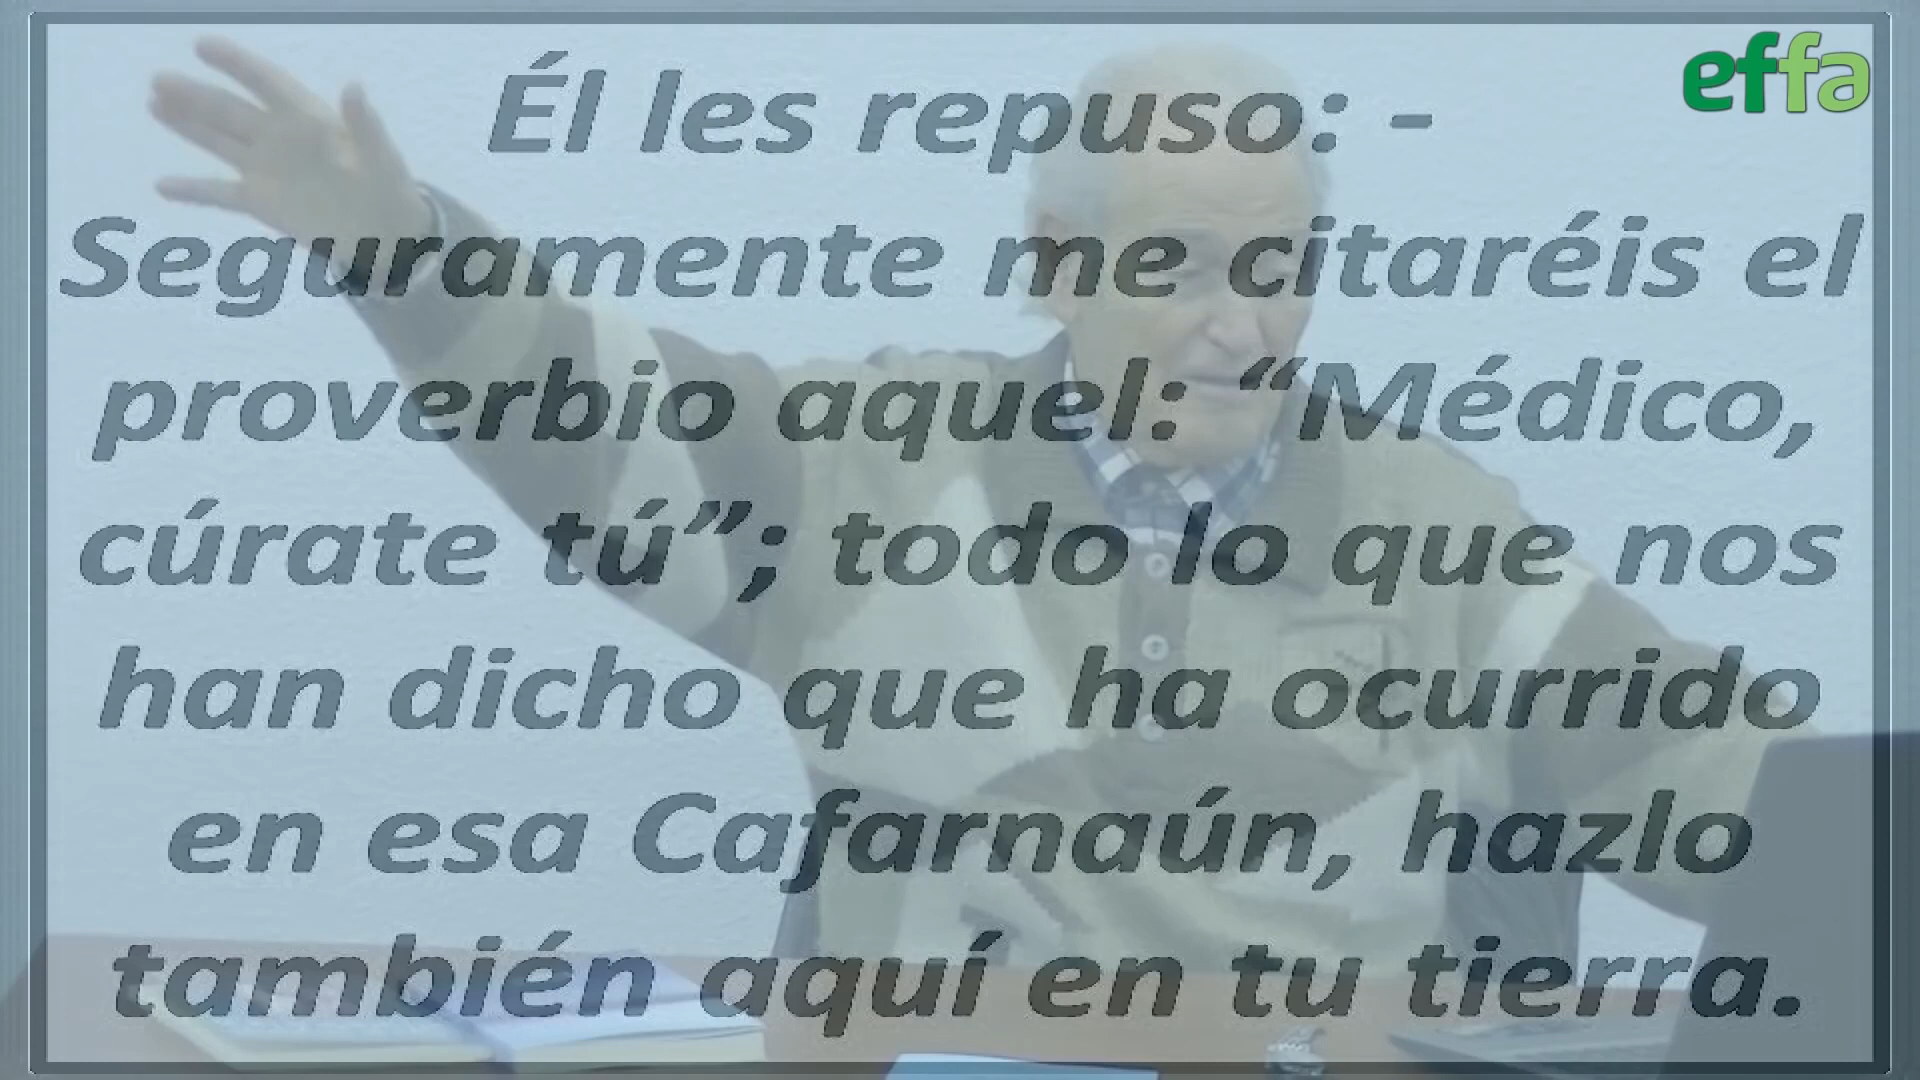 effa
Él les repuso: -
Seguramente me citaréis el
proverbio aquel: “Médico,
cúrate tú”; todo lo que nos
han dicho que ha ocurrido
en esa Cafarnaún, hazlo
también aquí en tu tierra.